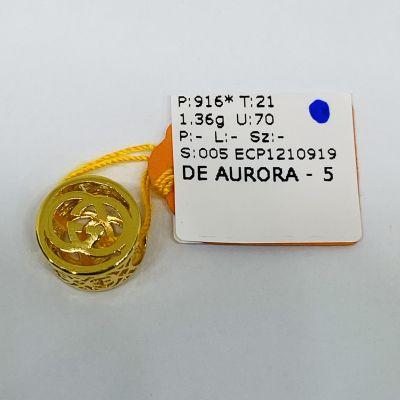 P:916* T:21
1.36g U:70
P:- L:- Sz:-
S:005 ECP1210919
DE AURORA - 5